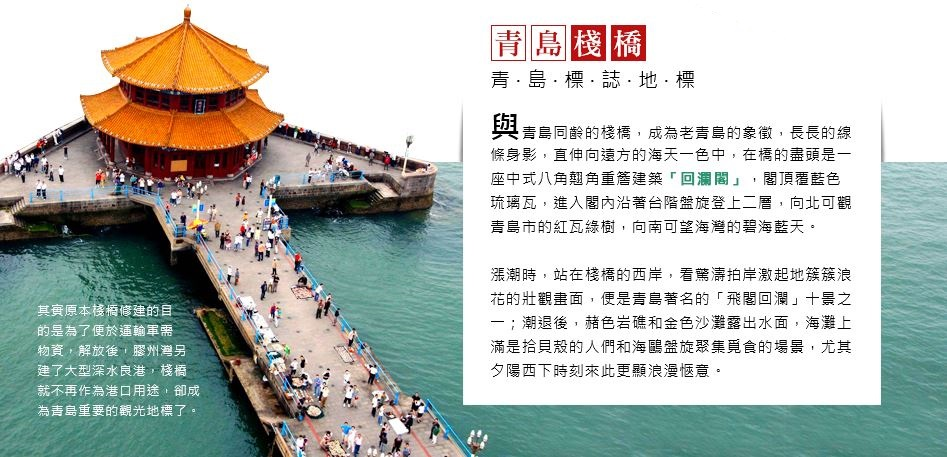 青島棧橋
青．島．標．誌．地．標
與青島同齡的棧橋，成為老青島的象徵，長長的線
條身影，直伸向遠方的海天一色中，在橋的盡頭是一
座中式八角翹角重簷建築「回瀾閣」，閣頂覆藍色
琉璃瓦，進入閣內沿著台階盤旋登上二層，向北可觀
青島市的紅瓦綠樹，向南可望海灣的碧海藍天。
漲潮時，站在棧橋的西岸，看驚濤拍岸激起地簇簇浪
花的壯觀畫面，便是青島著名的「飛閣回瀾」十景之
一；潮退後，赭色岩礁和金色沙灘露出水面，海灘上
滿是拾貝殼的人們和海鷗盤旋聚集覓食的場景，尤其
夕陽西下時刻來此更顯浪漫愜意。
其實原本棧橋修建的目
的是為了便於運輸軍需
物資，解放後，膠州灣另
建了大型深水良港，棧橋
就不再作為港口用途，卻成
為青島重要的觀光地標了。